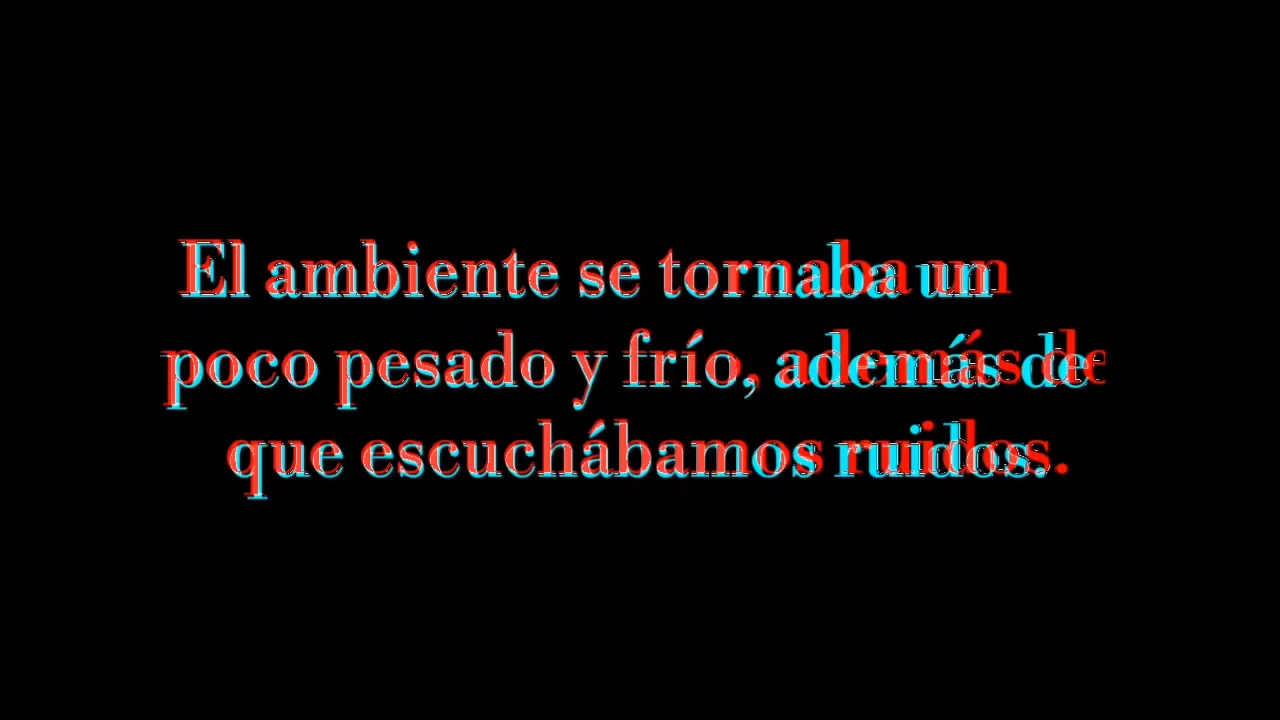 El ambiente se tornaba un
poco pesado y frío, además de
que escuchábamos ruidos.